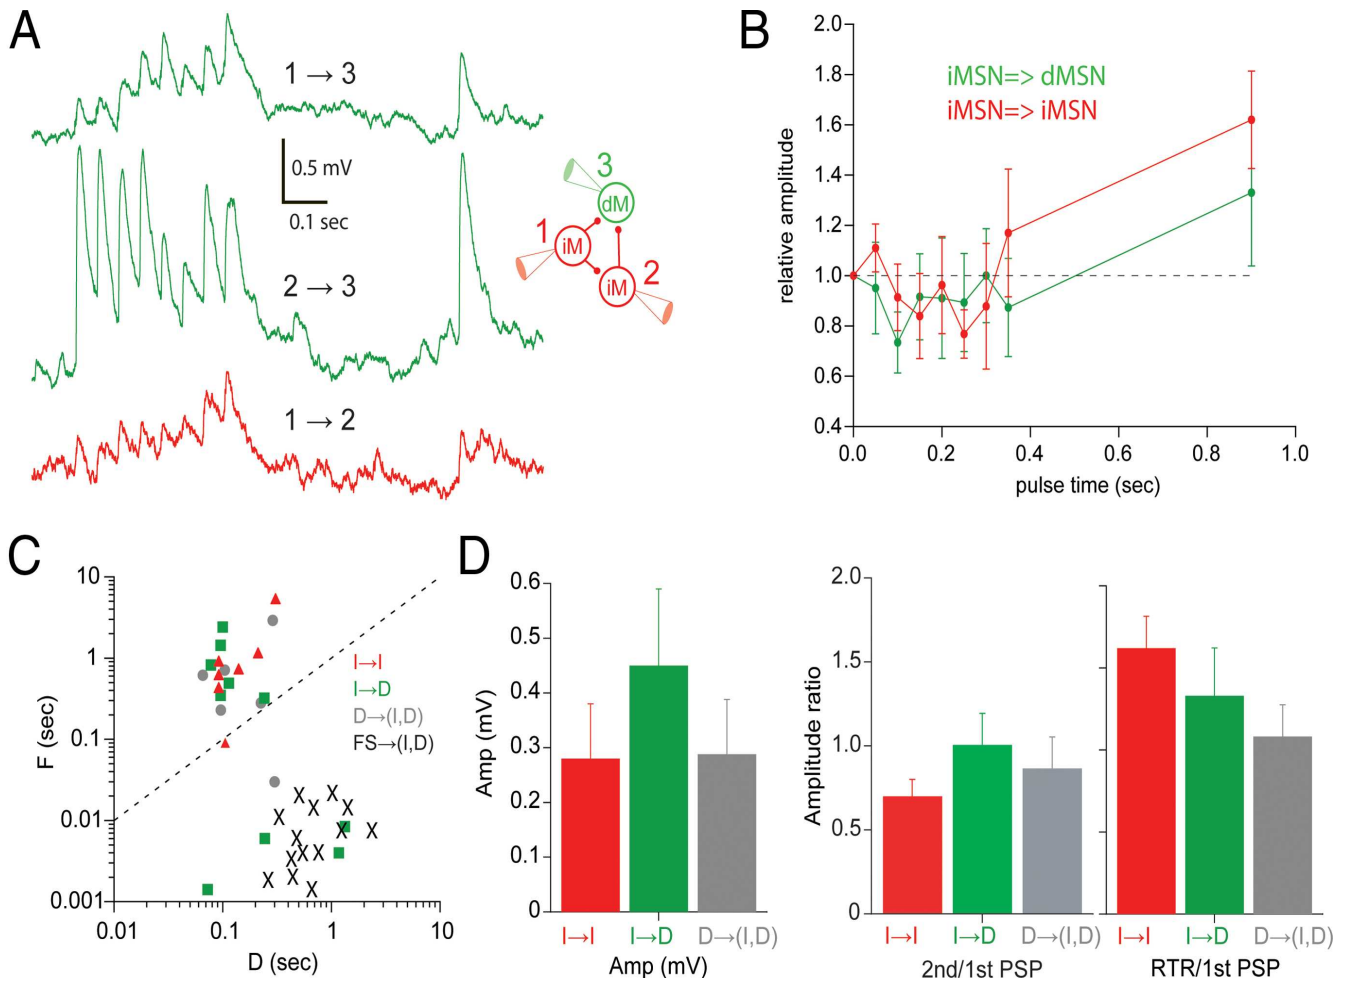 A
1 → 3
0.5 mV
0.1 sec
2 → 3
1 → 2
3
dM
1
iM
iM
2
B
iMSN=> dMSN
iMSN=> iMSN
relative amplitude
2.0
1.8
1.6
1.4
1.2
1.0
0.8
0.6
0.4
0.0
0.2
0.4
0.6
0.8
1.0
pulse time (sec)
C
F (sec)
10
1
0.1
0.01
0.001
I→I
I→D
D→(I,D)
FS→(I,D)
X X X X X X X X X X X X X X X
0.01
0.1
1
10
D (sec)
D
Amp (mV)
0.6
0.5
0.4
0.3
0.2
0.1
0
I→I
I→D
D→(I,D)
Amp (mV)
Amplitude ratio
2.0
1.5
1.0
0.5
0
I→I
I→D
D→(I,D)
2nd/1st PSP
I→I
I→D
D→(I,D)
RTR/1st PSP